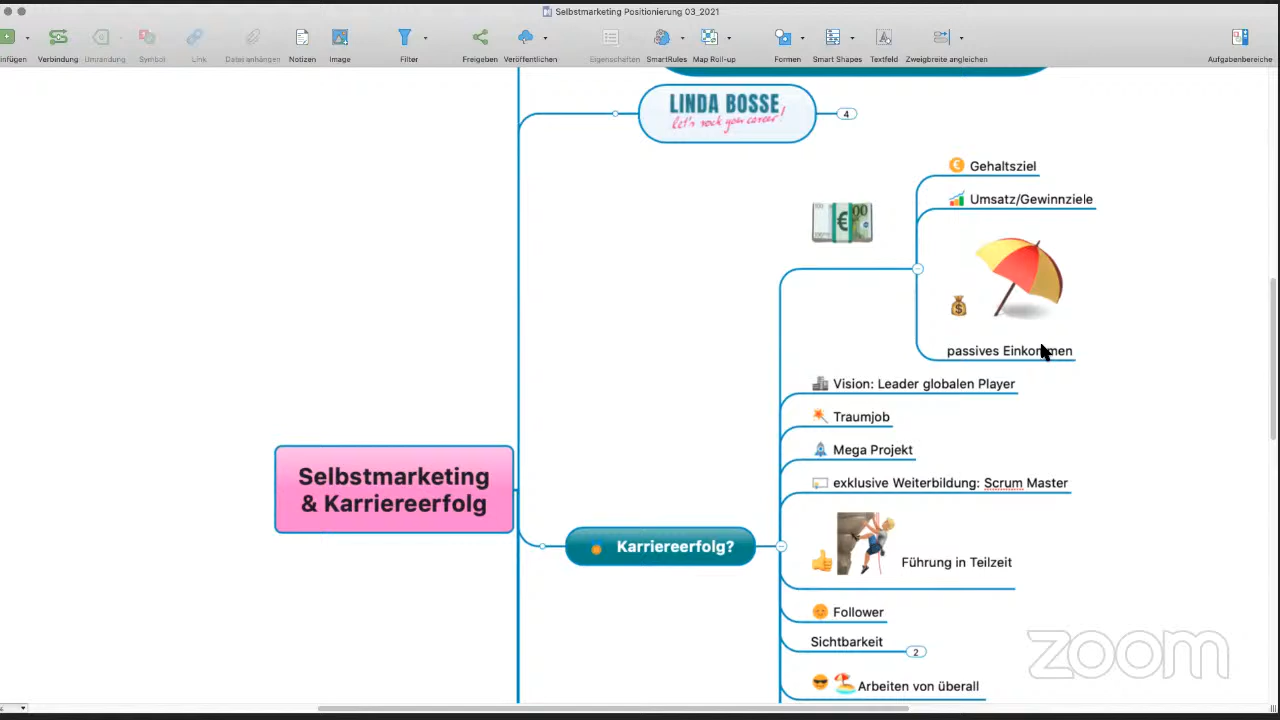 Selbstmarketing Positionierung 03_2021
infügen
Verbindung
Umrandung
Symbol
Link
Datei anhängen
Notizen
Image
Filter
Freigeben
Veröffentlichen
Eigenschaften
SmartRules
Map Roll-up
Formen
Smart Shapes
Textfeld
Zweigbreite angleichen
Aufgabenbereiche
LINDA BOSSE
let's rock your career!
4
Gehaltsziel
Umsatz/Gewinnziele
passives Einkommen
Vision: Leader globalen Player
Traumjob
Mega Projekt
exklusive Weiterbildung: Scrum Master
Selbstmarketing
& Karriereerfolg
Karriereerfolg?
Führung in Teilzeit
Follower
Sichtbarkeit
2
Arbeiten von überall
zoom